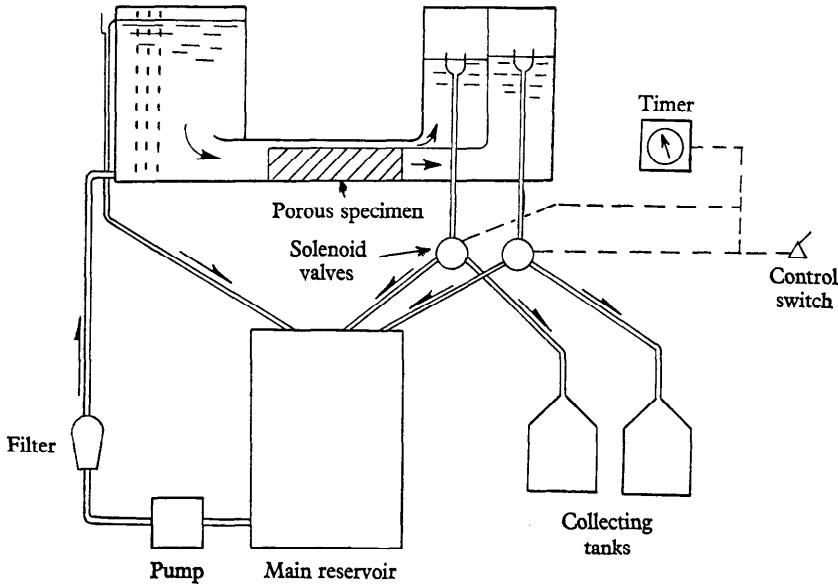 Timer
Porous specimen
Solenoid
valves
Control
switch
Filter
Collecting
tanks
Pump
Main reservoir